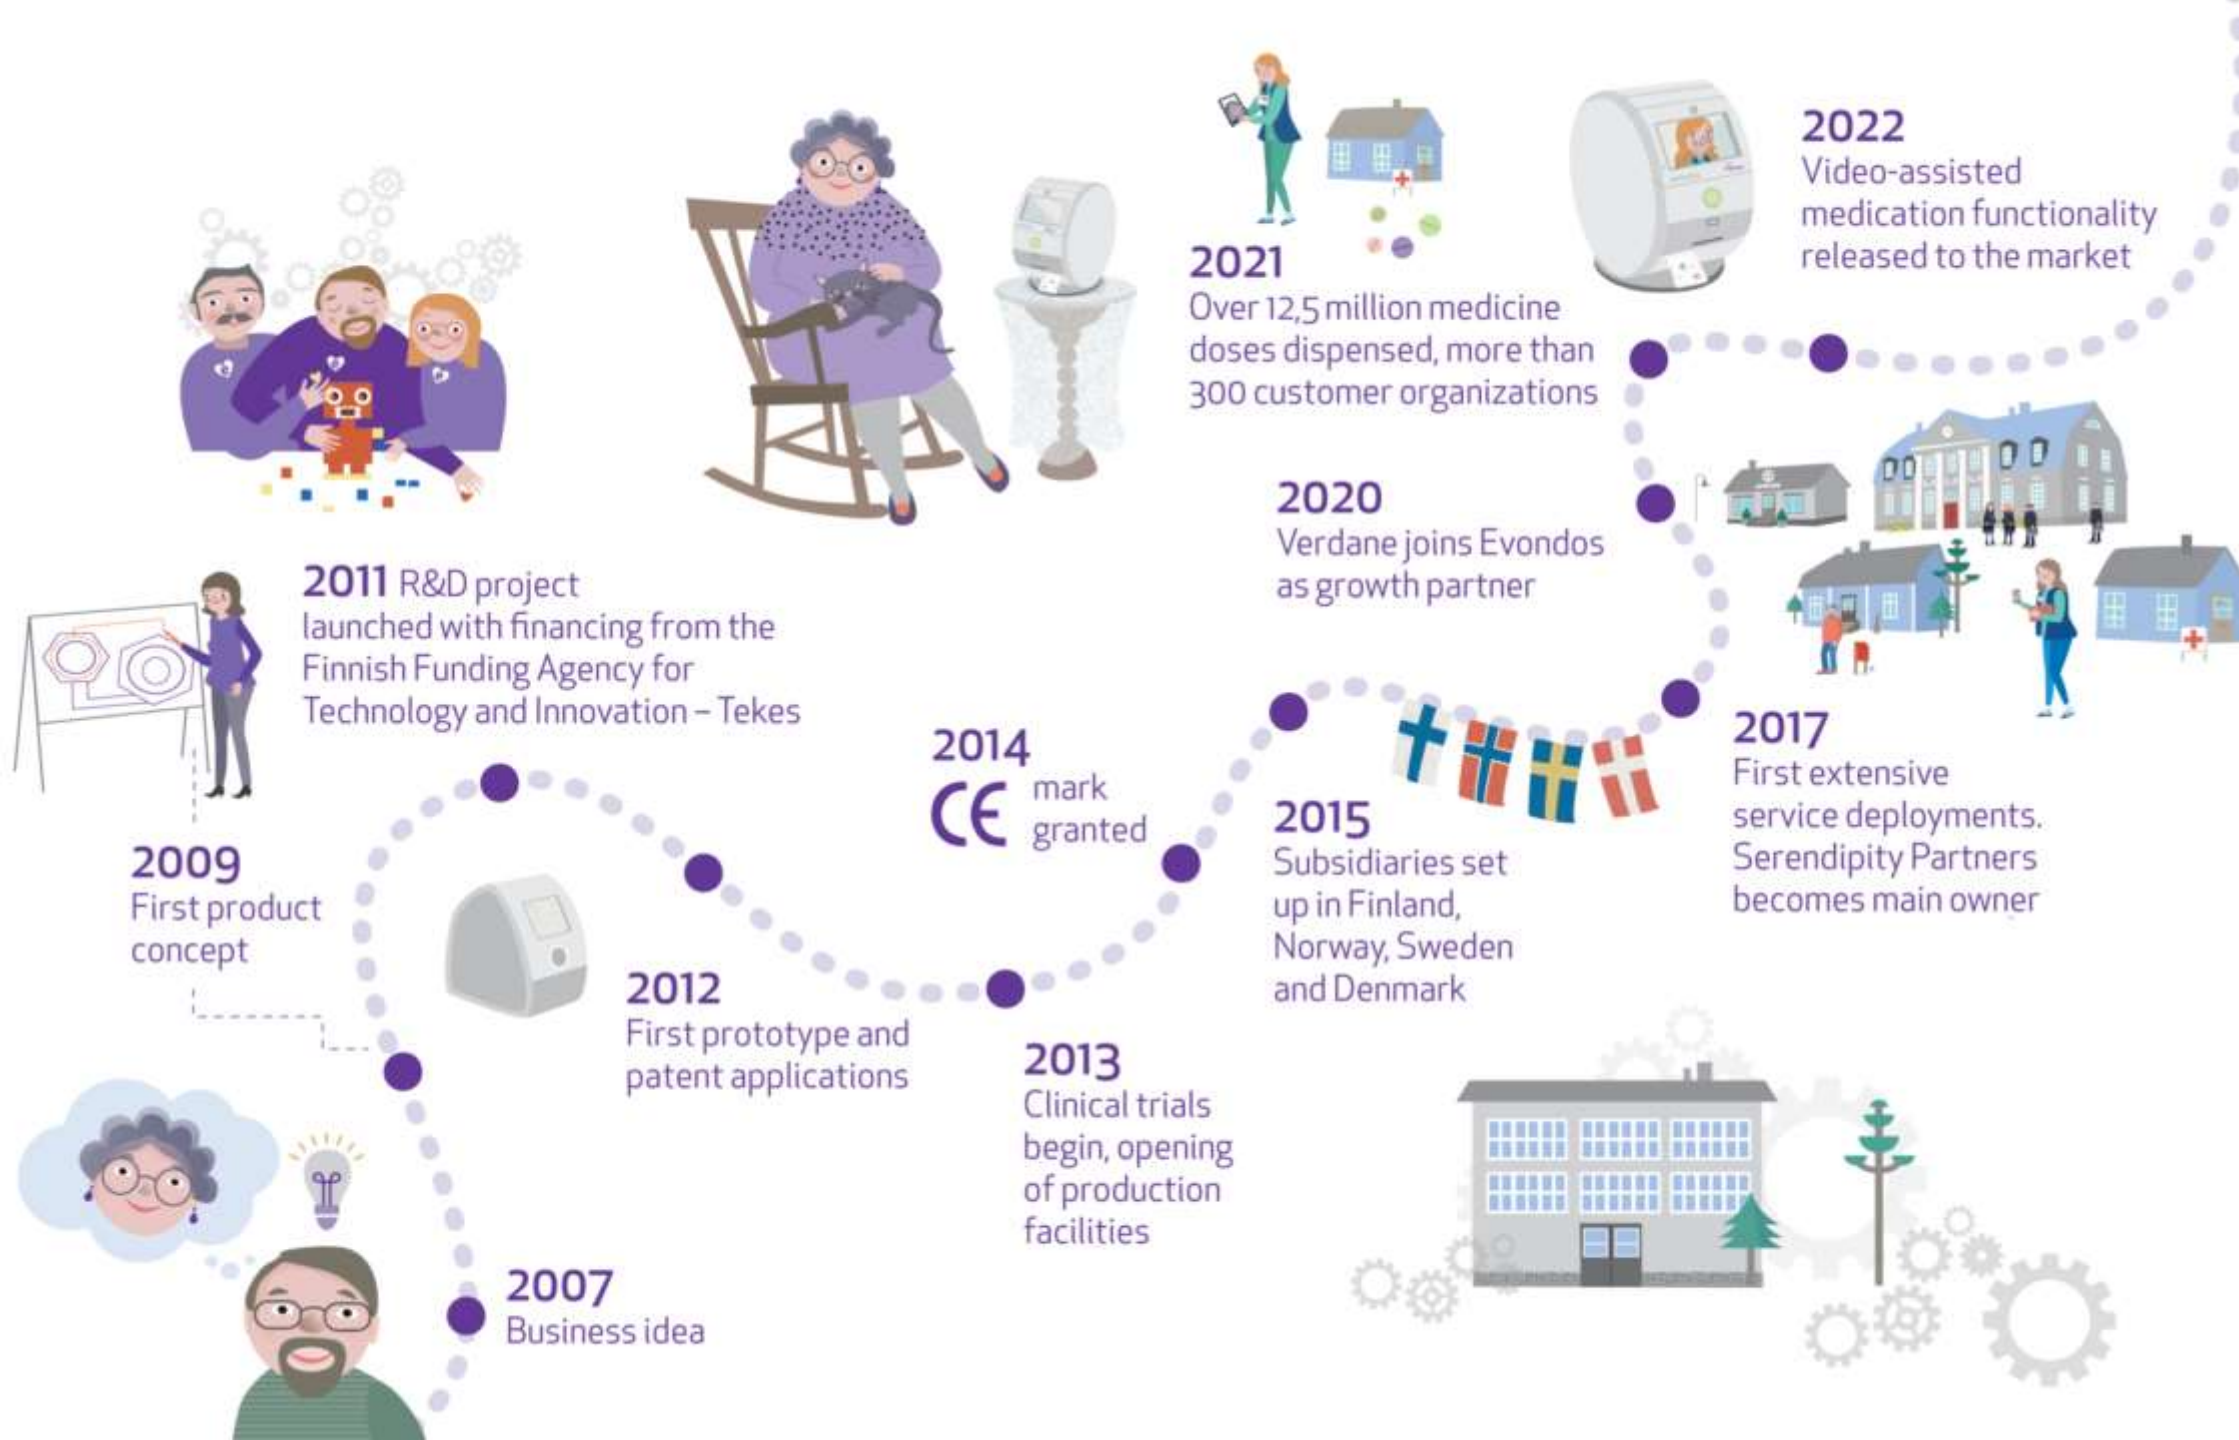 2007
Business idea
2009
First product
concept
2011 R&D project
launched with financing from the
Finnish Funding Agency for
Technology and Innovation – Tekes
2012
First prototype and
patent applications
2013
Clinical trials
begin, opening
of production
facilities
2014
CE mark
granted
2015
Subsidiaries set
up in Finland,
Norway, Sweden
and Denmark
2017
First extensive
service deployments.
Serendipity Partners
becomes main owner
2020
Verdane joins Evondos
as growth partner
2021
Over 12,5 million medicine
doses dispensed, more than
300 customer organizations
2022
Video-assisted
medication functionality
released to the market